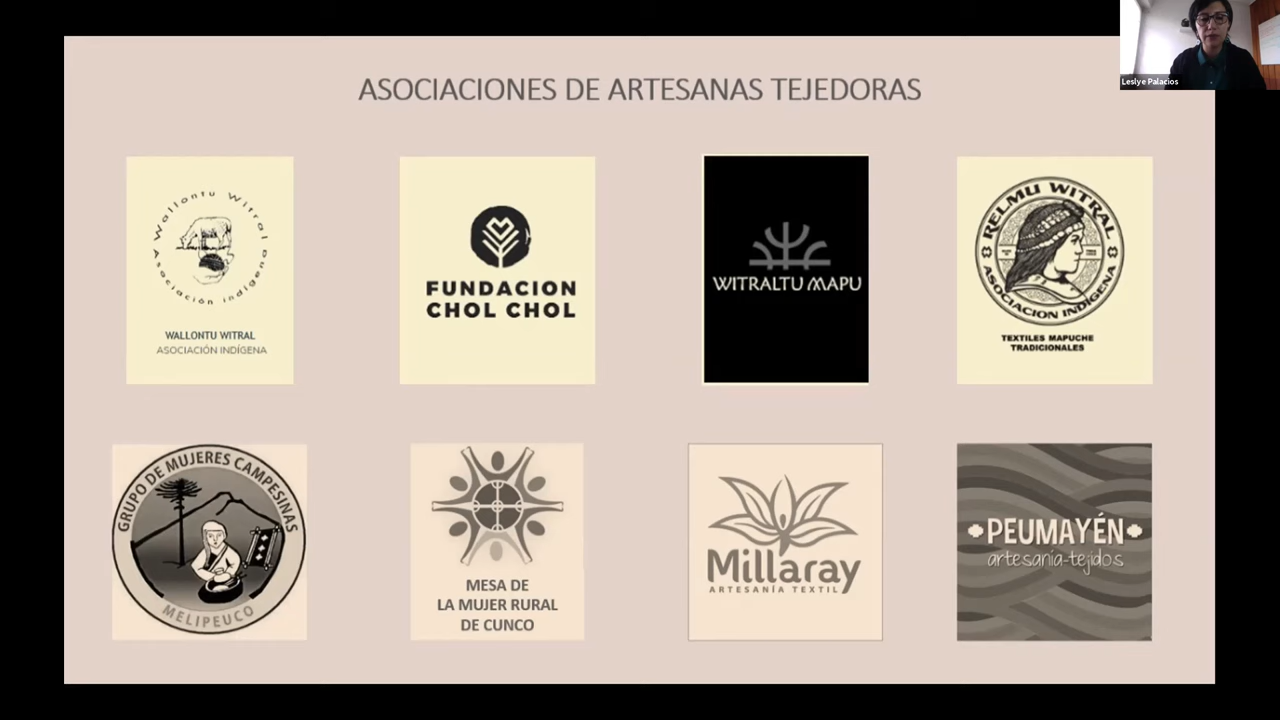 Leslye Palacios
ASOCIACIONES DE ARTESANAS TEJEDORAS
Wallontu Witral
Asociación indígena
WALLONTU WITRAL
ASOCIACIÓN INDÍGENA
FUNDACION
CHOL CHOL
WITRALTU MAPU
RELMU WITRAL
ASOCIACION INDÍGENA
TEXTILES MAPUCHE
TRADICIONALES
GRUPO DE MUJERES CAMPESINAS
MELIPEUCO
MESA DE
LA MUJER RURAL
DE CUNCO
Millaray
ARTESANÍA TEXTIL
PEUMAYÉN
artesanía-tejidos